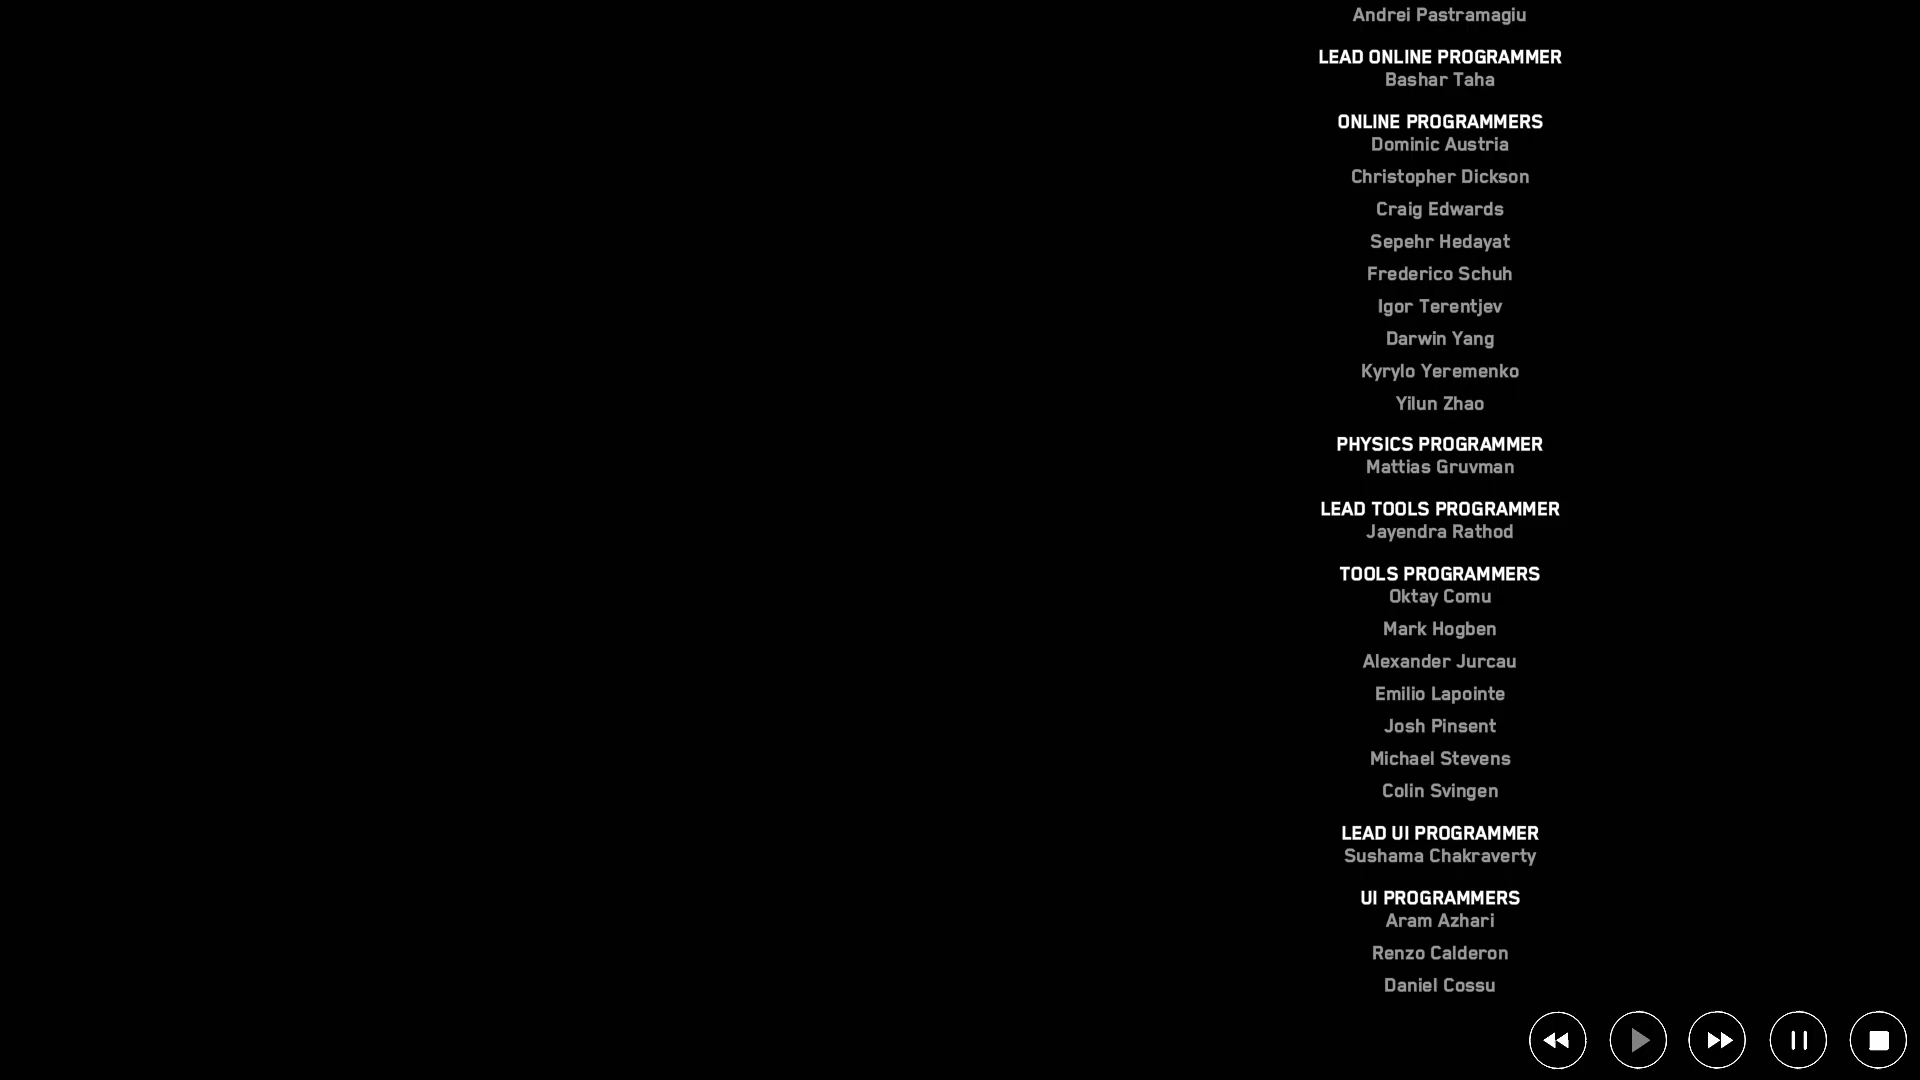 Andrei Pastramagiu
LEAD ONLINE PROGRAMMER
Bashar Taha
ONLINE PROGRAMMERS
Dominic Austria
Christopher Dickson
Craig Edwards
Sepehr Hedayat
Frederico Schuh
Igor Terentjev
Darwin Yang
Kyrylo Yeremenko
Yilun Zhao
PHYSICS PROGRAMMER
Mattias Gruvman
LEAD TOOLS PROGRAMMER
Jayendra Rathod
TOOLS PROGRAMMERS
Oktay Comu
Mark Hogben
Alexander Jurcau
Emilio Lapointe
Josh Pinsent
Michael Stevens
Colin Svingen
LEAD UI PROGRAMMER
Sushama Chakraverty
UI PROGRAMMERS
Aram Azhari
Renzo Calderon
Daniel Cossu